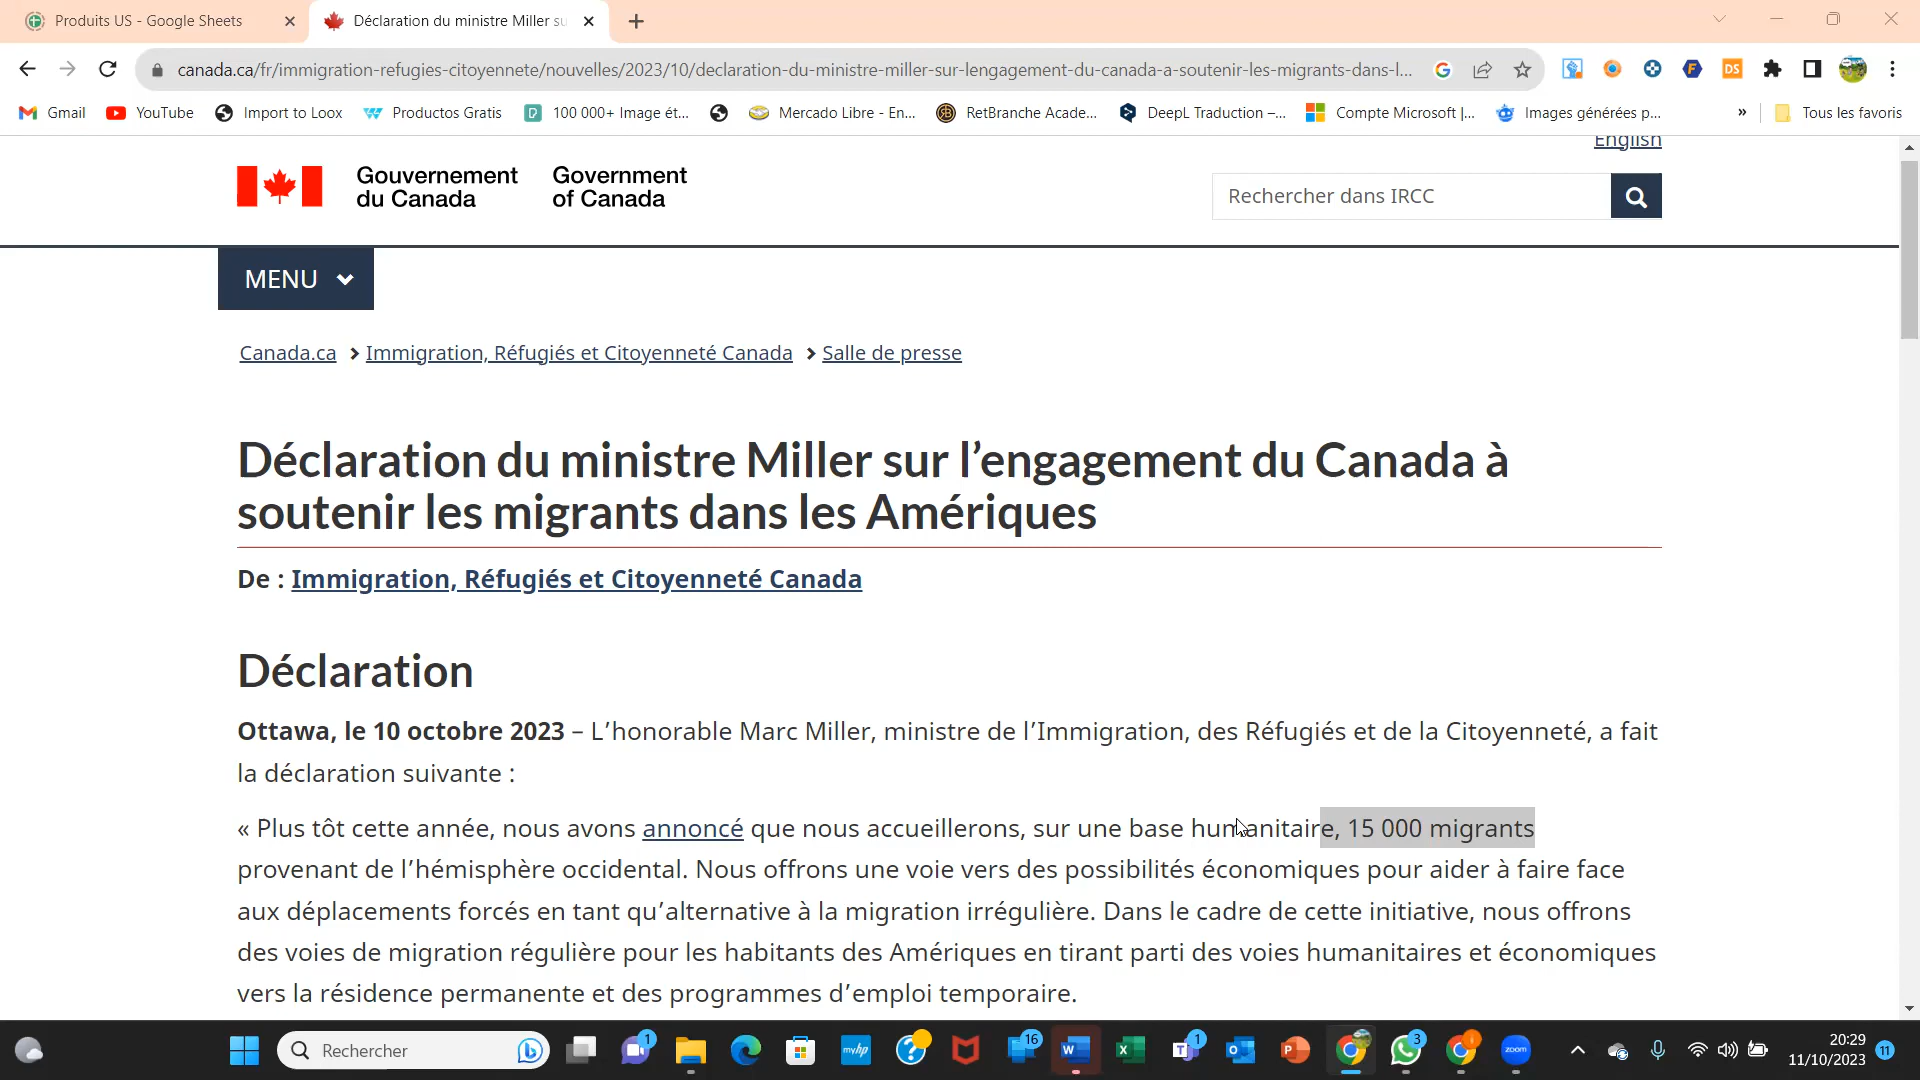 Produits US - Google Sheets
Déclaration du ministre Miller su
canada.ca/fr/immigration-refugies-citoyennete/nouvelles/2023/10/declaration-du-ministre-miller-sur-lengagement-du-canada-a-soutenir-les-migrants-dans-l...
DS
Gmail
YouTube
Import to Loox
Productos Gratis
100 000+ Image ét...
Mercado Libre - En...
RetBranche Acade...
DeepL Traduction –...
Compte Microsoft |...
Images générées p...
»
Tous les favoris
English
Gouvernement du Canada
Government of Canada
Rechercher dans IRCC
MENU
Canada.ca > Immigration, Réfugiés et Citoyenneté Canada > Salle de presse
Déclaration du ministre Miller sur l’engagement du Canada à
soutenir les migrants dans les Amériques
De : Immigration, Réfugiés et Citoyenneté Canada
Déclaration
Ottawa, le 10 octobre 2023 – L’honorable Marc Miller, ministre de l’Immigration, des Réfugiés et de la Citoyenneté, a fait
la déclaration suivante :
« Plus tôt cette année, nous avons annoncé que nous accueillerons, sur une base humanitaire, 15 000 migrants
provenant de l’hémisphère occidental. Nous offrons une voie vers des possibilités économiques pour aider à faire face
aux déplacements forcés en tant qu’alternative à la migration irrégulière. Dans le cadre de cette initiative, nous offrons
des voies de migration régulière pour les habitants des Amériques en tirant parti des voies humanitaires et économiques
vers la résidence permanente et des programmes d’emploi temporaire.
Rechercher
1
myhp
16
1
3
zoom
20:29
11/10/2023
11